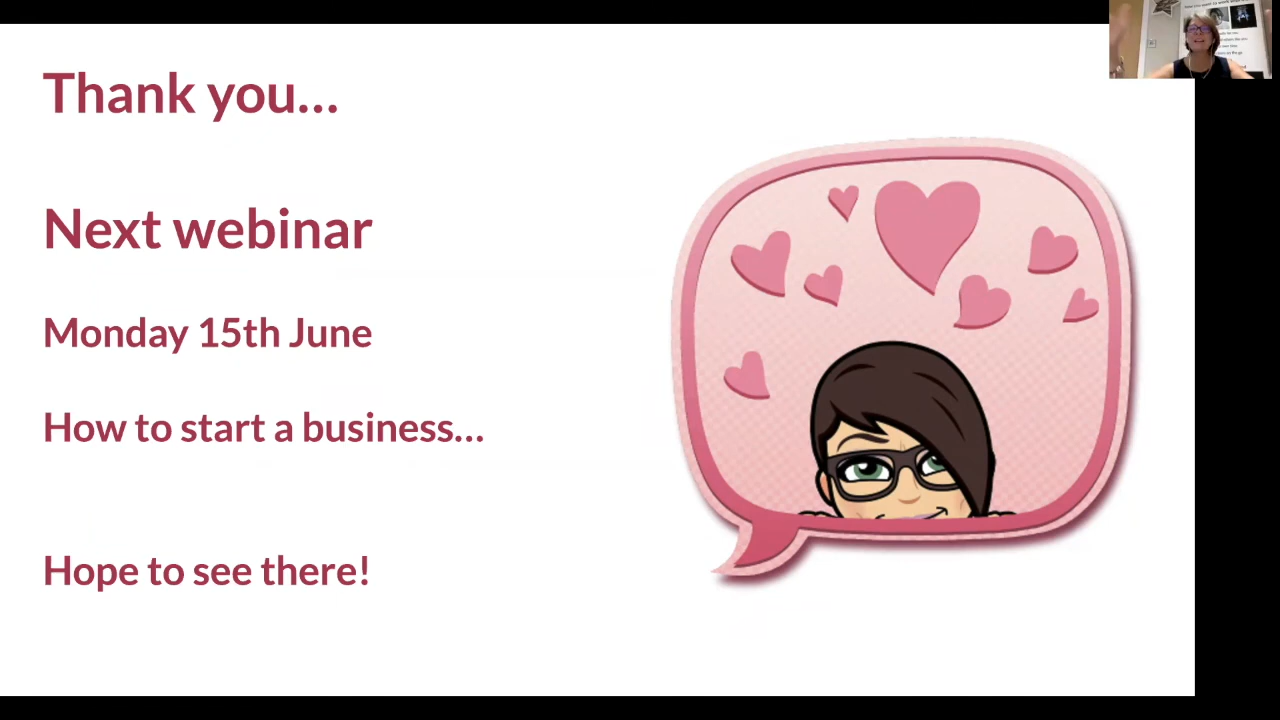 Thank you...
Next webinar
Monday 15th June
How to start a business...
Hope to see there!